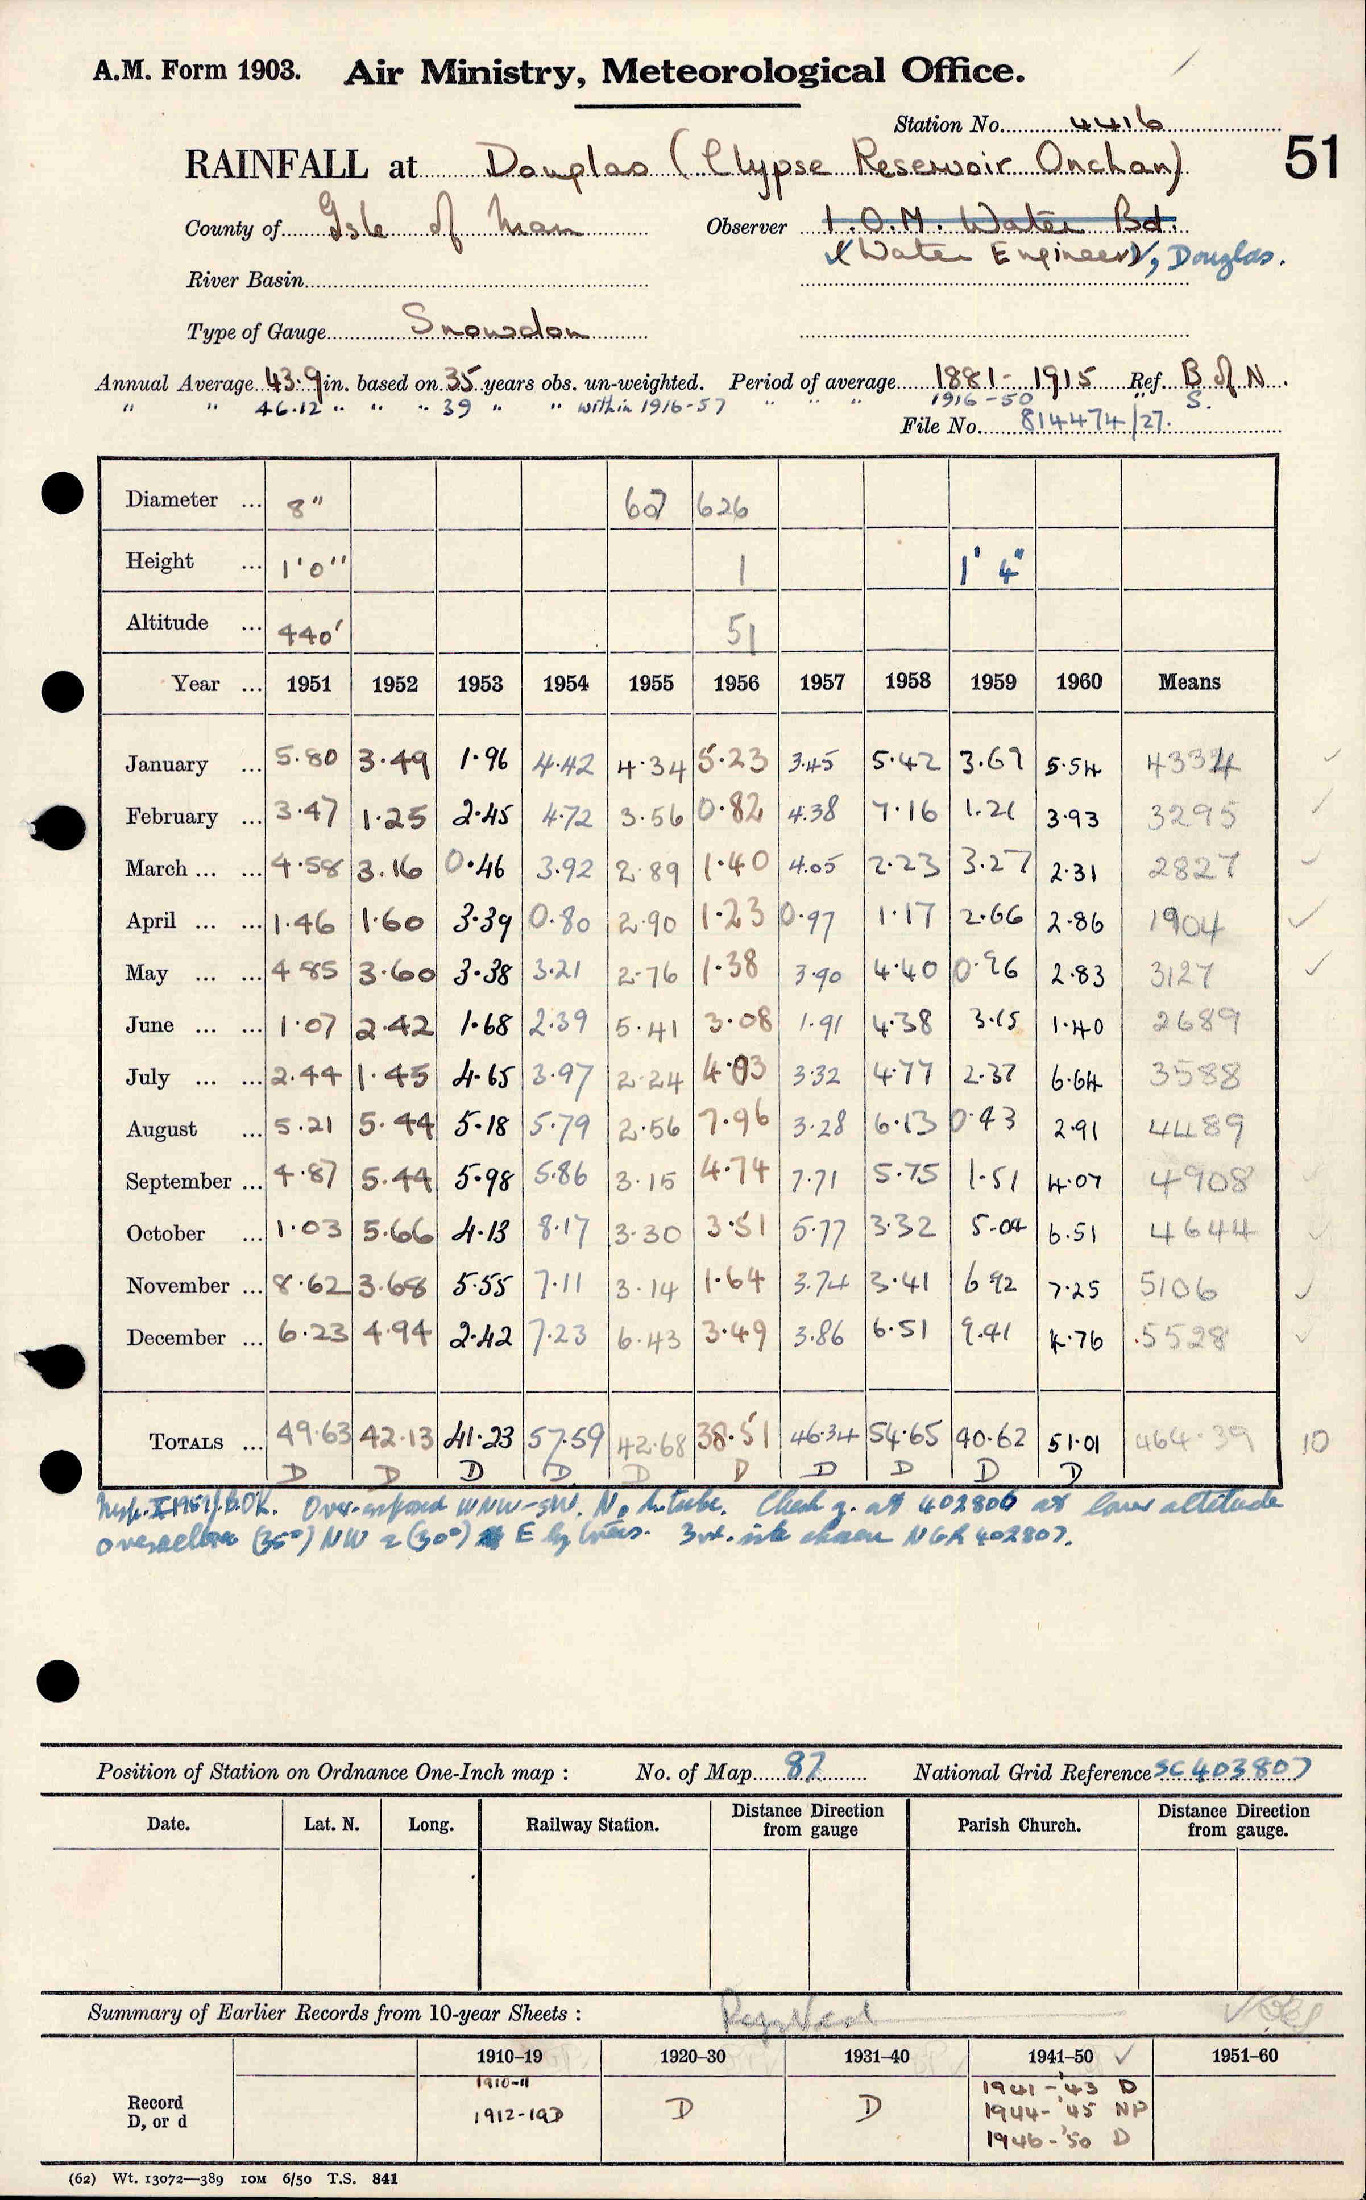 A.M. Form 1903. Air Ministry, Meteorological Office.
Station No. 4416
51
RAINFALL at Douglas (Clypse Reservoir Onchan)
County of Isle of Man Observer I.O.M. Water Bd.
(Water Engineer), Douglas.
River Basin
Type of Gauge Snowdon
Annual Average 43.9 in. based on 35 years obs. un-weighted. Period of average 1881-1915 Ref. B of N.
" " 46.12 " " " 39 " " within 1916-57 " " " 1916-50 " S.
File No. 814474/27.
Diameter ... 8" 607 626
Height ... 1'0" 1 1' 4"
Altitude ... 440' 51
Year ... 1951 1952 1953 1954 1955 1956 1957 1958 1959 1960 Means
January ... 5.80 3.49 1.96 4.42 4.34 5.23 3.45 5.42 3.67 5.54 4334
February ... 3.47 1.25 2.45 4.72 3.56 0.82 4.38 7.16 1.21 3.93 3295
March ... ... 4.58 3.16 0.46 3.92 2.89 1.40 4.05 2.23 3.27 2.31 2827
April ... ... 1.46 1.60 3.39 0.80 2.90 1.23 0.97 1.17 2.66 2.86 1904
May ... ... 4 85 3.60 3.38 3.21 2.76 1.38 3.90 4.40 0.96 2.83 3127
June ... ... 1.07 2.42 1.68 2.39 5.41 3.08 1.91 4.38 3.15 1.40 2689
July ... ... 2.44 1.45 4.65 3.97 2.24 4.03 3.32 4.77 2.37 6.64 3588
August ... 5.21 5.44 5.18 5.79 2.56 7.96 3.28 6.13 0.43 2.91 4489
September ... 4.87 5.44 5.98 5.86 3.15 4.74 7.71 5.75 1.51 4.07 4908
October ... 1.03 5.66 4.13 8.17 3.30 3.51 5.77 3.32 5.04 6.51 4644
November ... 8.62 3.68 5.55 7.11 3.14 1.64 3.74 3.41 6 92 7.25 5106
December ... 6.23 4.94 2.42 7.23 6.43 3.49 3.86 6.51 9.41 4.76 5528
TOTALS ... 49.63 42.13 41.23 57.59 42.68 38.51 46.34 54.65 40.62 51.01 464.39 10
D D D D D D D D D D
Over-exposed WNW-SW. No tube. Check g. at 402806 at lower altitude
(35°) NW & (30°) E by trees. 3rd. site chosen NGR 402807.
Position of Station on Ordnance One-Inch map : No. of Map 87 National Grid Reference SC 403807
Date. Lat. N. Long. Railway Station. Distance Direction from gauge Parish Church. Distance Direction from gauge.
Summary of Earlier Records from 10-year Sheets :
1910–19 1920–30 1931–40 1941–50 ✓ 1951–60
Record D, or d 1910-11 1912-19D D D 1941-'43 D
1944-'45 NP
1946-'50 D
(62) Wt. 13072—389 10M 6/50 T.S. 841